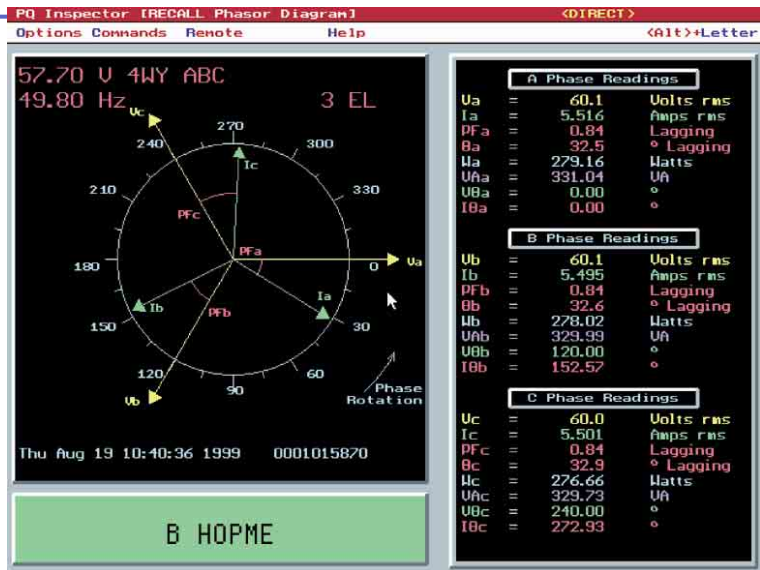 PQ Inspector [RECALL Phasor Diagram] <DIRECT>
Options Commands Remote Help <Alt>+Letter
57.70 V 4WY ABC
49.80 Hz 3 EL
Vc
270
240
300
Ic
210
330
PFc
PFa
180
0
Va
Ia
Ib
PFb
150
30
120
60
90
Vb
Phase
Rotation
Thu Aug 19 10:40:36 1999 0001015870
В НОРМЕ
A Phase Readings
Va = 60.1 Volts rms
Ia = 5.516 Amps rms
PFa = 0.84 Lagging
θa = 32.5 º Lagging
Wa = 279.16 Watts
VAa = 331.04 VA
Vθa = 0.00 º
Iθa = 0.00 º
B Phase Readings
Vb = 60.1 Volts rms
Ib = 5.495 Amps rms
PFb = 0.84 Lagging
θb = 32.6 º Lagging
Wb = 278.02 Watts
VAb = 329.99 VA
Vθb = 120.00 º
Iθb = 152.57 º
C Phase Readings
Vc = 60.0 Volts rms
Ic = 5.501 Amps rms
PFc = 0.84 Lagging
θc = 32.9 º Lagging
Wc = 276.66 Watts
VAc = 329.73 VA
Vθc = 240.00 º
Iθc = 272.93 º